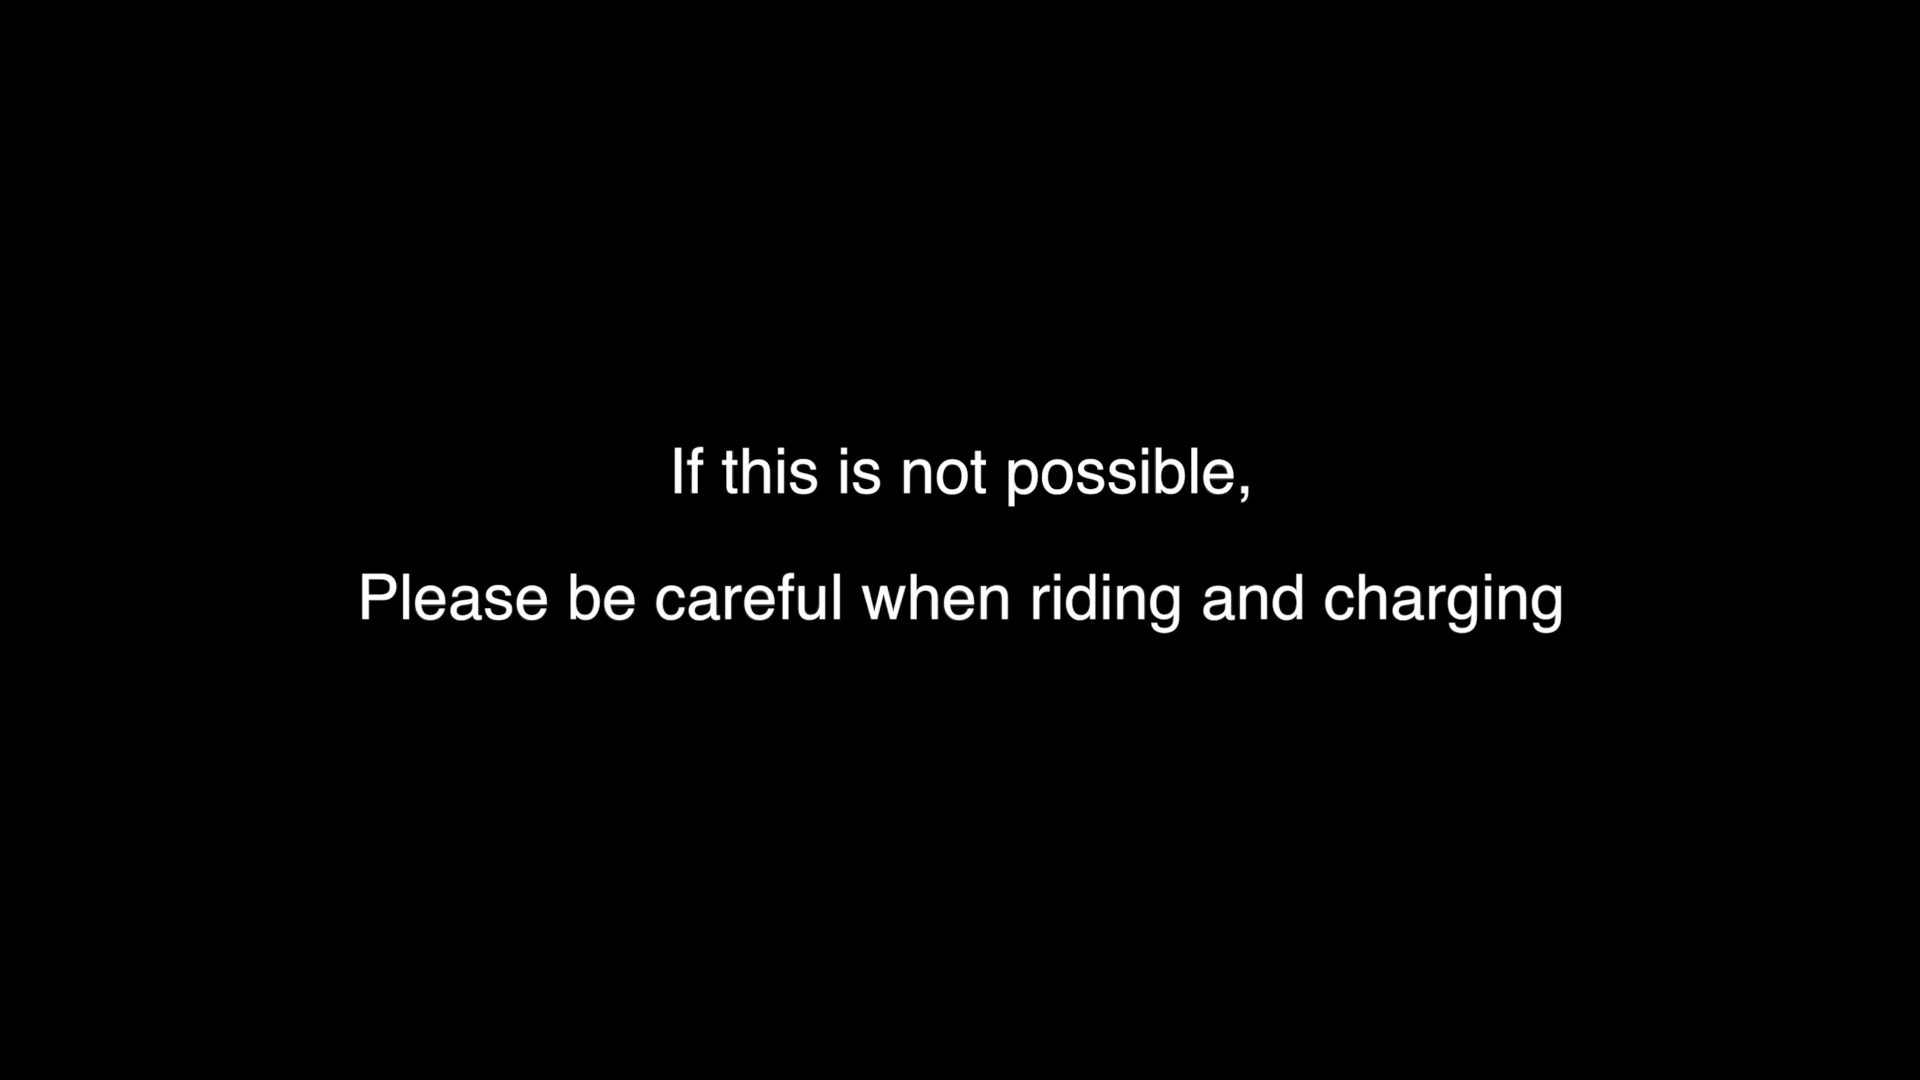 If this is not possible,
Please be careful when riding and charging